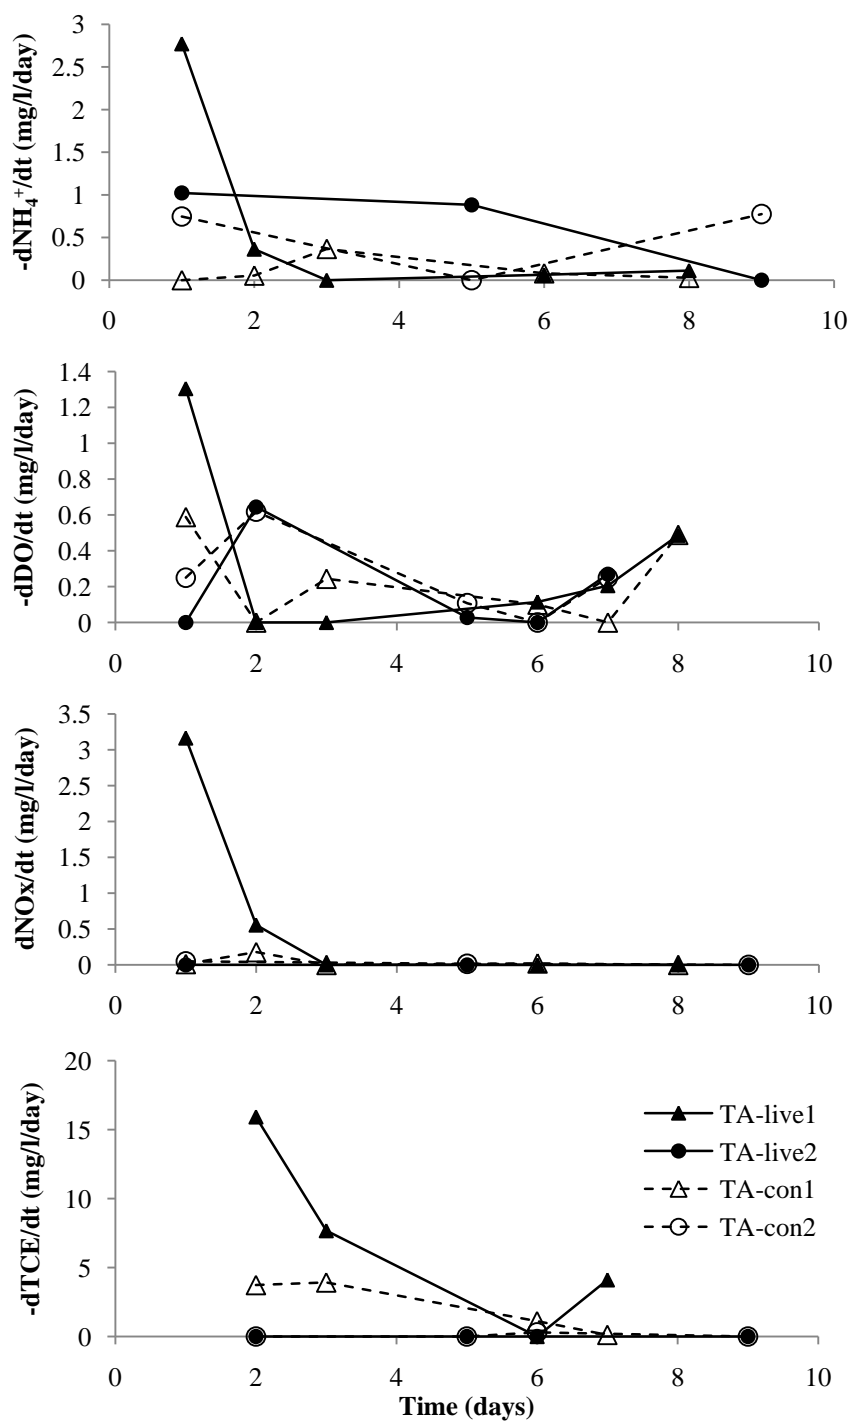 -dNH₄⁺/dt (mg/l/day)
3
2.5
2
1.5
1
0.5
0
0 2 4 6 8 10
-dDO/dt (mg/l/day)
1.4
1.2
1
0.8
0.6
0.4
0.2
0
0 2 4 6 8 10
dNOx/dt (mg/l/day)
3.5
3
2.5
2
1.5
1
0.5
0
0 2 4 6 8 10
-dTCE/dt (mg/l/day)
20
15
10
5
0
TA-live1
TA-live2
TA-con1
TA-con2
0 2 4 6 8 10
Time (days)